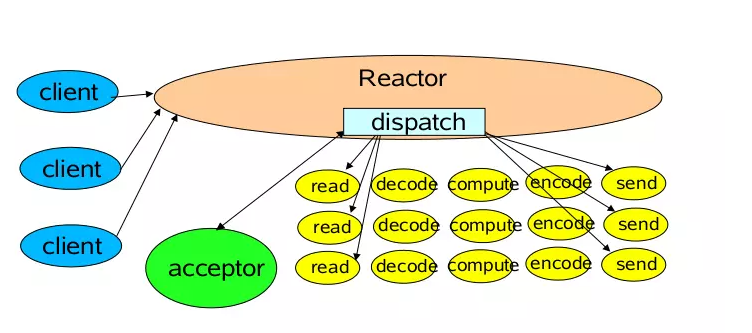 Reactor
client
dispatch
client
read decode compute encode send
read decode compute encode send
client
acceptor
read decode compute encode send